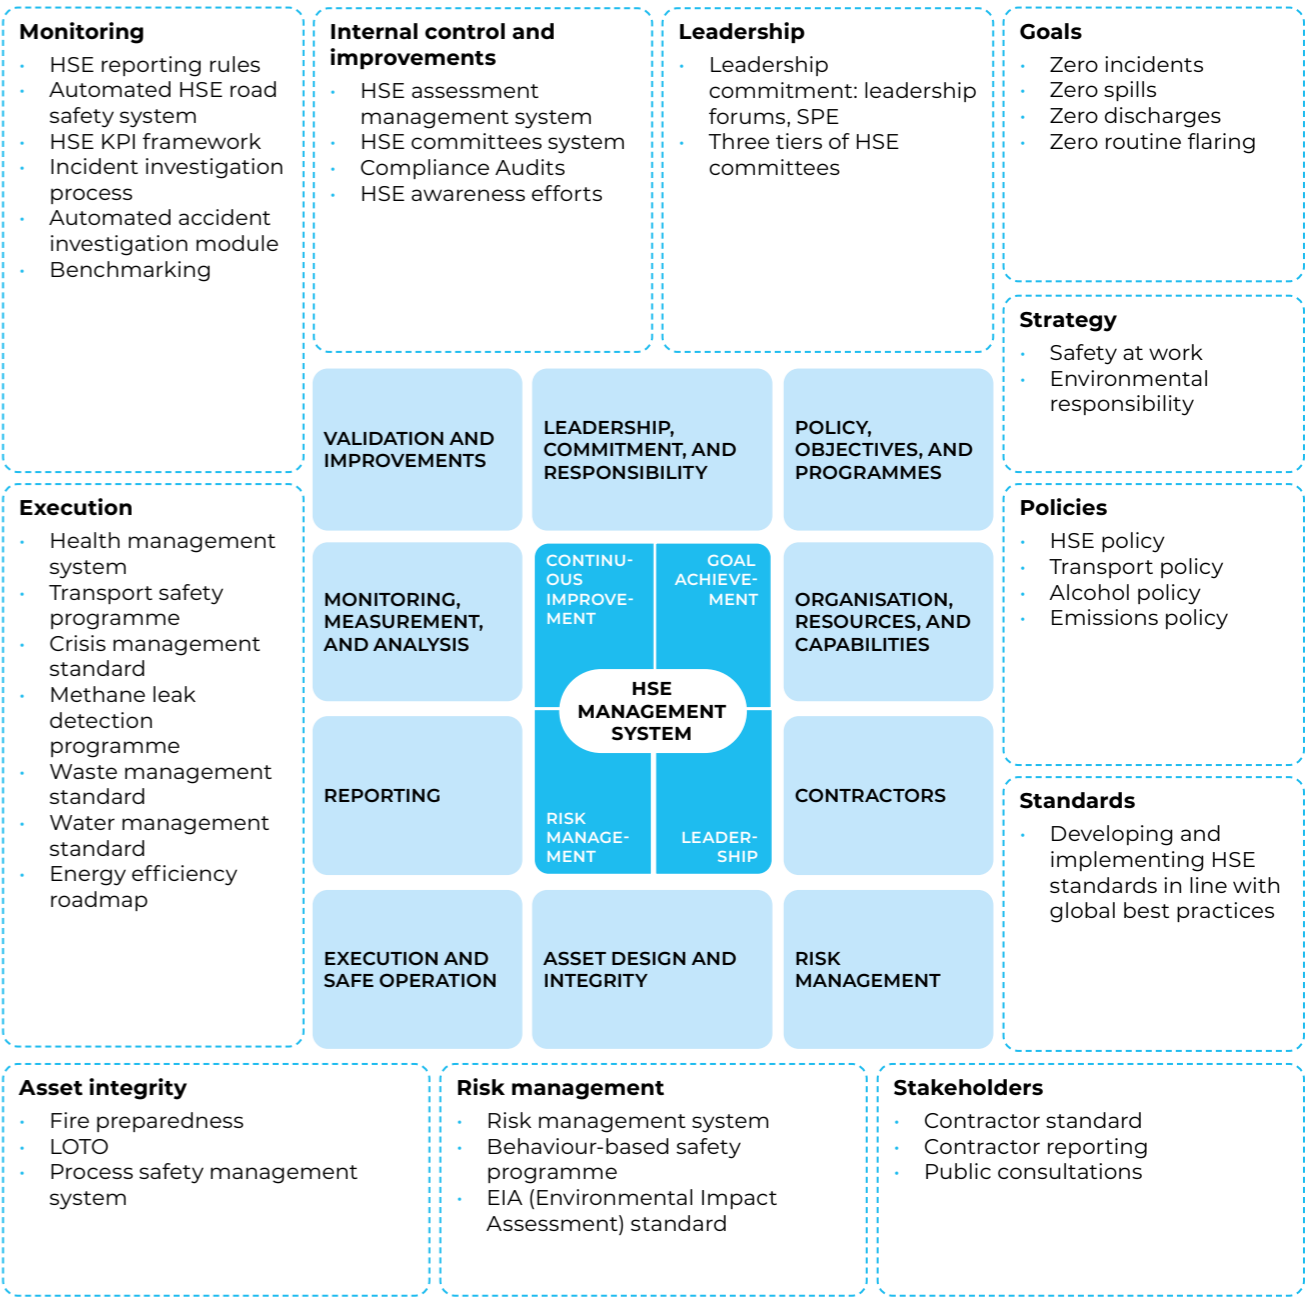 Monitoring
· HSE reporting rules
· Automated HSE road
safety system
· HSE KPI framework
· Incident investigation
process
· Automated accident
investigation module
· Benchmarking
Internal control and
improvements
· HSE assessment
management system
· HSE committees system
· Compliance Audits
· HSE awareness efforts
Leadership
· Leadership
commitment: leadership
forums, SPE
· Three tiers of HSE
committees
Goals
· Zero incidents
· Zero spills
· Zero discharges
· Zero routine flaring
Strategy
· Safety at work
· Environmental
responsibility
VALIDATION AND
IMPROVEMENTS
LEADERSHIP,
COMMITMENT, AND
RESPONSIBILITY
POLICY,
OBJECTIVES, AND
PROGRAMMES
Execution
· Health management
system
· Transport safety
programme
· Crisis management
standard
· Methane leak
detection
programme
· Waste management
standard
· Water management
standard
· Energy efficiency
roadmap
MONITORING,
MEASUREMENT,
AND ANALYSIS
CONTINU-
OUS
IMPROVE-
MENT
GOAL
ACHIEVE-
MENT
HSE
MANAGEMENT
SYSTEM
RISK
MANAGE-
MENT
LEADER-
SHIP
ORGANISATION,
RESOURCES, AND
CAPABILITIES
Policies
· HSE policy
· Transport policy
· Alcohol policy
· Emissions policy
REPORTING
CONTRACTORS
Standards
· Developing and
implementing HSE
standards in line with
global best practices
EXECUTION AND
SAFE OPERATION
ASSET DESIGN AND
INTEGRITY
RISK
MANAGEMENT
Asset integrity
· Fire preparedness
· LOTO
· Process safety management
system
Risk management
· Risk management system
· Behaviour-based safety
programme
· EIA (Environmental Impact
Assessment) standard
Stakeholders
· Contractor standard
· Contractor reporting
· Public consultations